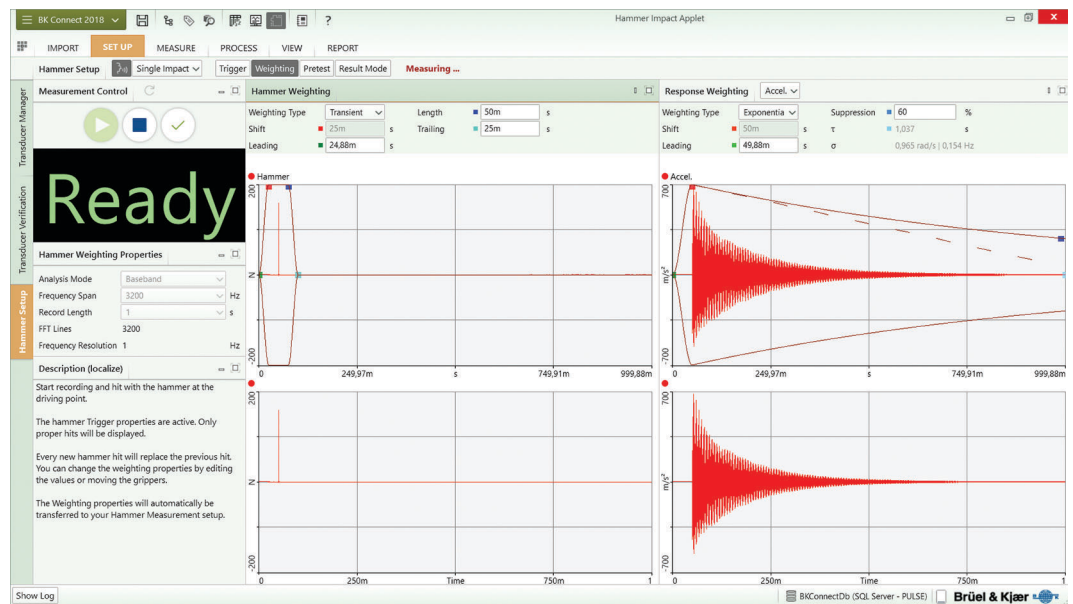 BK Connect 2018
?
Hammer Impact Applet
IMPORT SET UP MEASURE PROCESS VIEW REPORT
Hammer Setup Single Impact Trigger Weighting Pretest Result Mode Measuring ...
Transducer Manager
Transducer Verification
Hammer Setup
Measurement Control
Ready
Hammer Weighting Properties
Analysis Mode Baseband
Frequency Span 3200 Hz
Record Length 1 s
FFT Lines 3200
Frequency Resolution 1 Hz
Description (localize)
Start recording and hit with the hammer at the
driving point.
The hammer Trigger properties are active. Only
proper hits will be displayed.
Every new hammer hit will replace the previous hit.
You can change the weighting properties by editing
the values or moving the grippers.
The Weighting properties will automatically be
transferred to your Hammer Measurement setup.
Hammer Weighting
Weighting Type Transient Length 50m s
Shift 25m s Trailing 25m s
Leading 24,88m s
Hammer
200
N
-200
0 249,97m s 749,91m 999,88m
200
N
-200
0 250m Time 750m 1
Response Weighting Accel.
Weighting Type Exponentia Suppression 60 %
Shift 50m s τ 1,037 s
Leading 49,88m s σ 0,965 rad/s | 0,154 Hz
Accel.
700
m/s²
-700
0 249,97m s 749,91m 999,88m
700
m/s²
-700
0 250m Time 750m 1
Show Log
BKConnectDb (SQL Server - PULSE) Brüel & Kjær